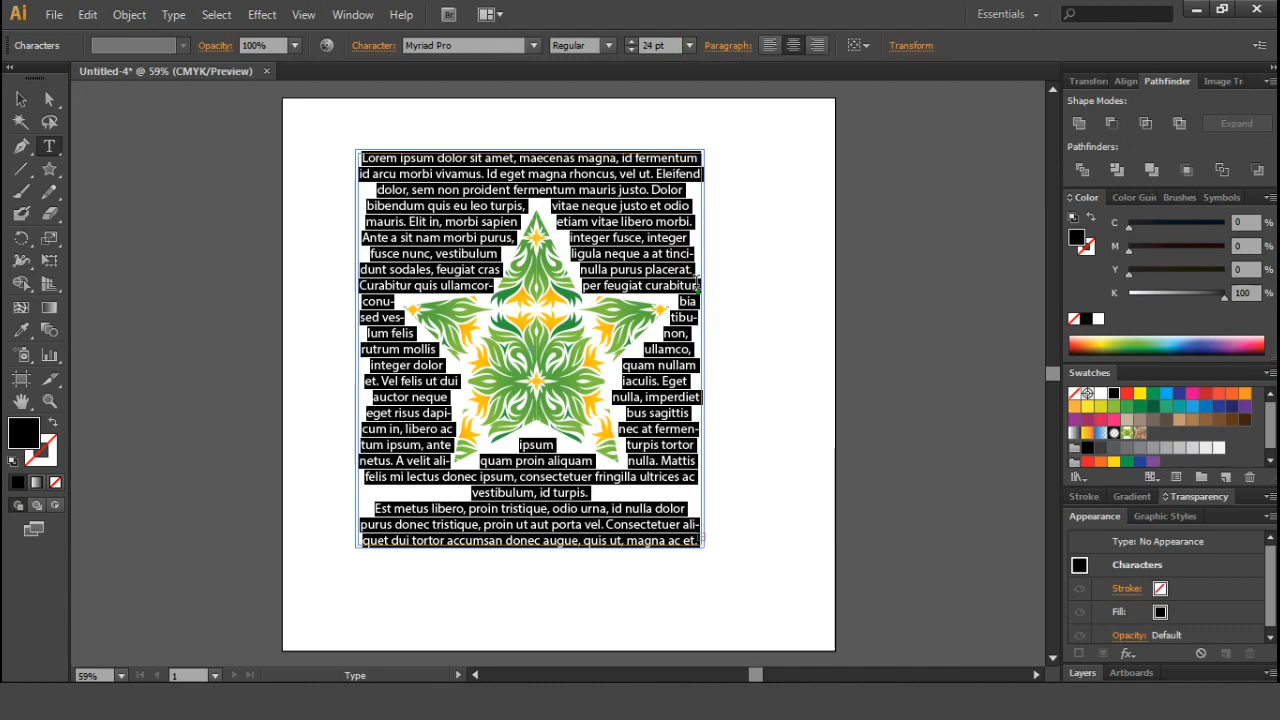 Ai File Edit Object Type Select Effect View Window Help Br Essentials
Characters Opacity: 100% Character: Myriad Pro Regular 24 pt Paragraph: Transform
Untitled-4* @ 59% (CMYK/Preview) ×
Transforr Align Pathfinder Image Tr
Shape Modes:
Expand
Pathfinders:
Color Color Guid Brushes Symbols
C 0 %
M 0 %
Y 0 %
K 100 %
Swatches
Stroke Gradient Transparency
Appearance Graphic Styles
Type: No Appearance
Characters
Stroke:
Fill:
Opacity: Default
fx
Layers Artboards
Lorem ipsum dolor sit amet, maecenas magna, id fermentum
id arcu morbi vivamus. Id eget magna rhoncus, vel ut. Eleifend
dolor, sem non proident fermentum mauris justo. Dolor
bibendum quis eu leo turpis, vitae neque justo et odio
mauris. Elit in, morbi sapien etiam vitae libero morbi.
Ante a sit nam morbi purus, integer fusce, integer
fusce nunc, vestibulum ligula neque a at tinci-
dunt sodales, feugiat cras nulla purus placerat.
Curabitur quis ullamcor- per feugiat curabitur,
conu- bia
sed ves- tibu-
lum felis non,
rutrum mollis ullamco,
integer dolor quam nullam
et. Vel felis ut dui iaculis. Eget
auctor neque nulla, imperdiet
eget risus dapi- bus sagittis
cum in, libero ac nec at fermen-
tum ipsum, ante ipsum turpis tortor
netus. A velit ali- quam proin aliquam nulla. Mattis
felis mi lectus donec ipsum, consectetuer fringilla ultrices ac
vestibulum, id turpis.
Est metus libero, proin tristique, odio urna, id nulla dolor
purus donec tristique, proin ut aut porta vel. Consectetuer ali-
quet dui tortor accumsan donec augue, quis ut, magna ac et.
59% 1 Type